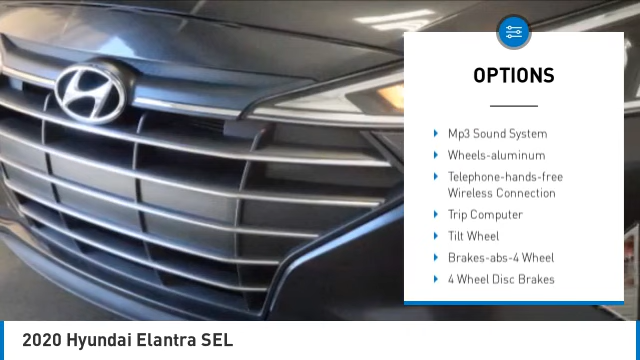 OPTIONS
Mp3 Sound System
Wheels-aluminum
Telephone-hands-free
Wireless Connection
Trip Computer
Tilt Wheel
Brakes-abs-4 Wheel
4 Wheel Disc Brakes
2020 Hyundai Elantra SEL